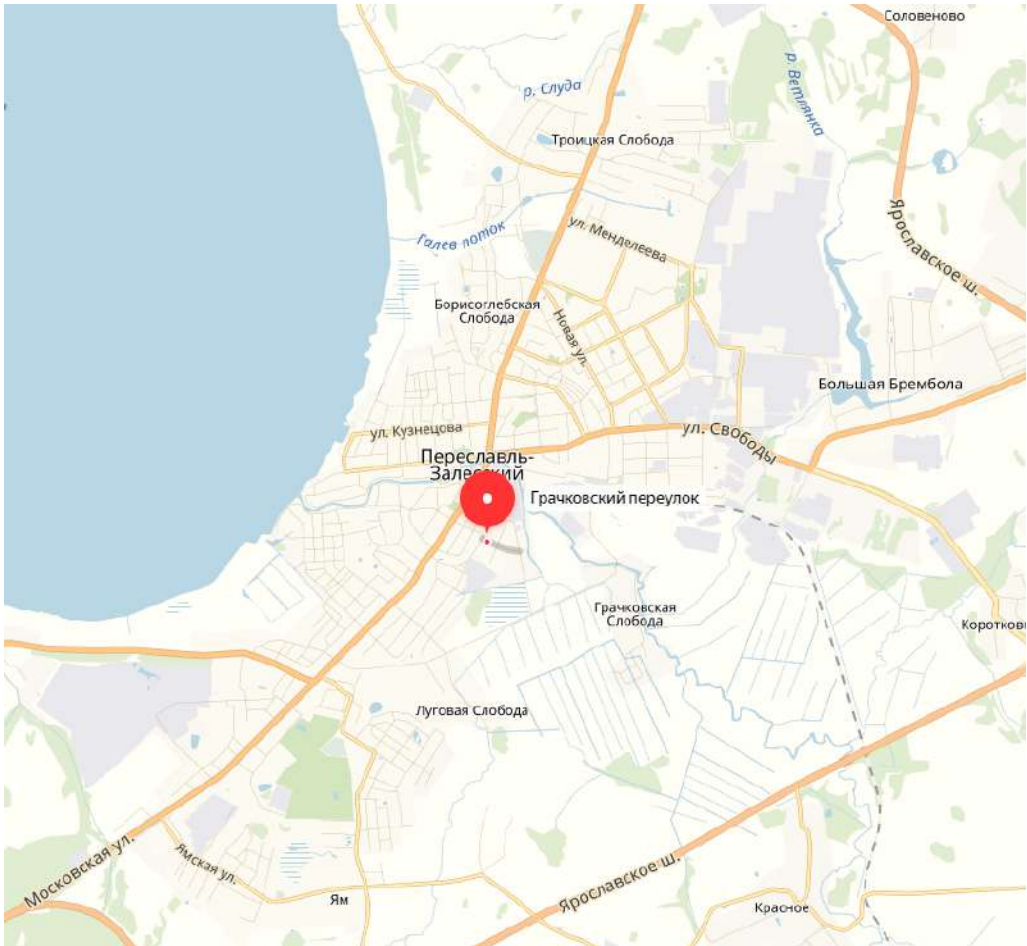 Соловеново
р. Слуда
р. Ветлянка
Троицкая Слобода
Ярославское ш.
ул. Менделеева
Галев поток
Борисоглебская
Слобода
Новая ул.
Большая Брембола
ул. Кузнецова
ул. Свободы
Переславль-
Залесский
Грачковский переулок
Грачковская
Слобода
Коротков
Луговая Слобода
Московская ул.
Ямская ул.
Ярославское ш.
Ям
Красное